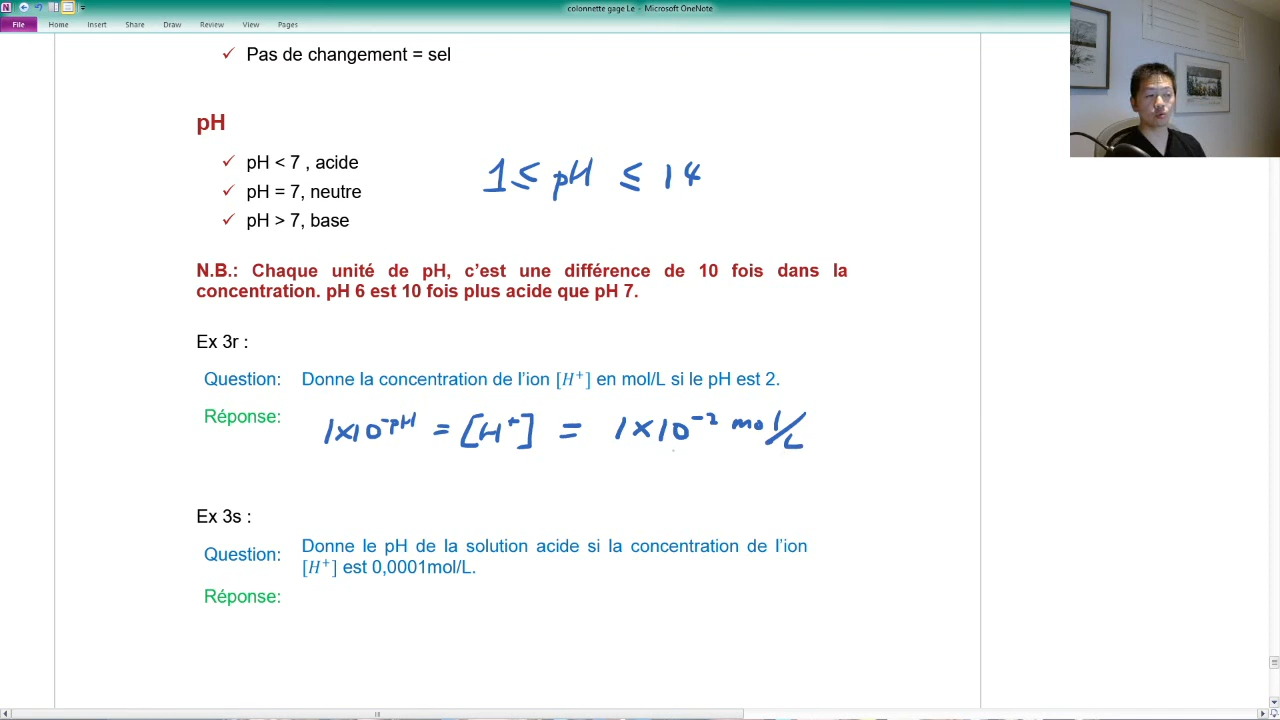 colonnette gage Le - Microsoft OneNote
File Home Insert Share Draw Review View Pages
✓ Pas de changement = sel
pH
✓ pH < 7 , acide
✓ pH = 7, neutre
✓ pH > 7, base
1 ≤ pH ≤ 14
N.B.: Chaque unité de pH, c’est une différence de 10 fois dans la
concentration. pH 6 est 10 fois plus acide que pH 7.
Ex 3r :
Question: Donne la concentration de l’ion [H⁺] en mol/L si le pH est 2.
Réponse: 1×10^-pH = [H⁺] = 1×10⁻² mol/L
Ex 3s :
Question: Donne le pH de la solution acide si la concentration de l’ion
[H⁺] est 0,0001mol/L.
Réponse: